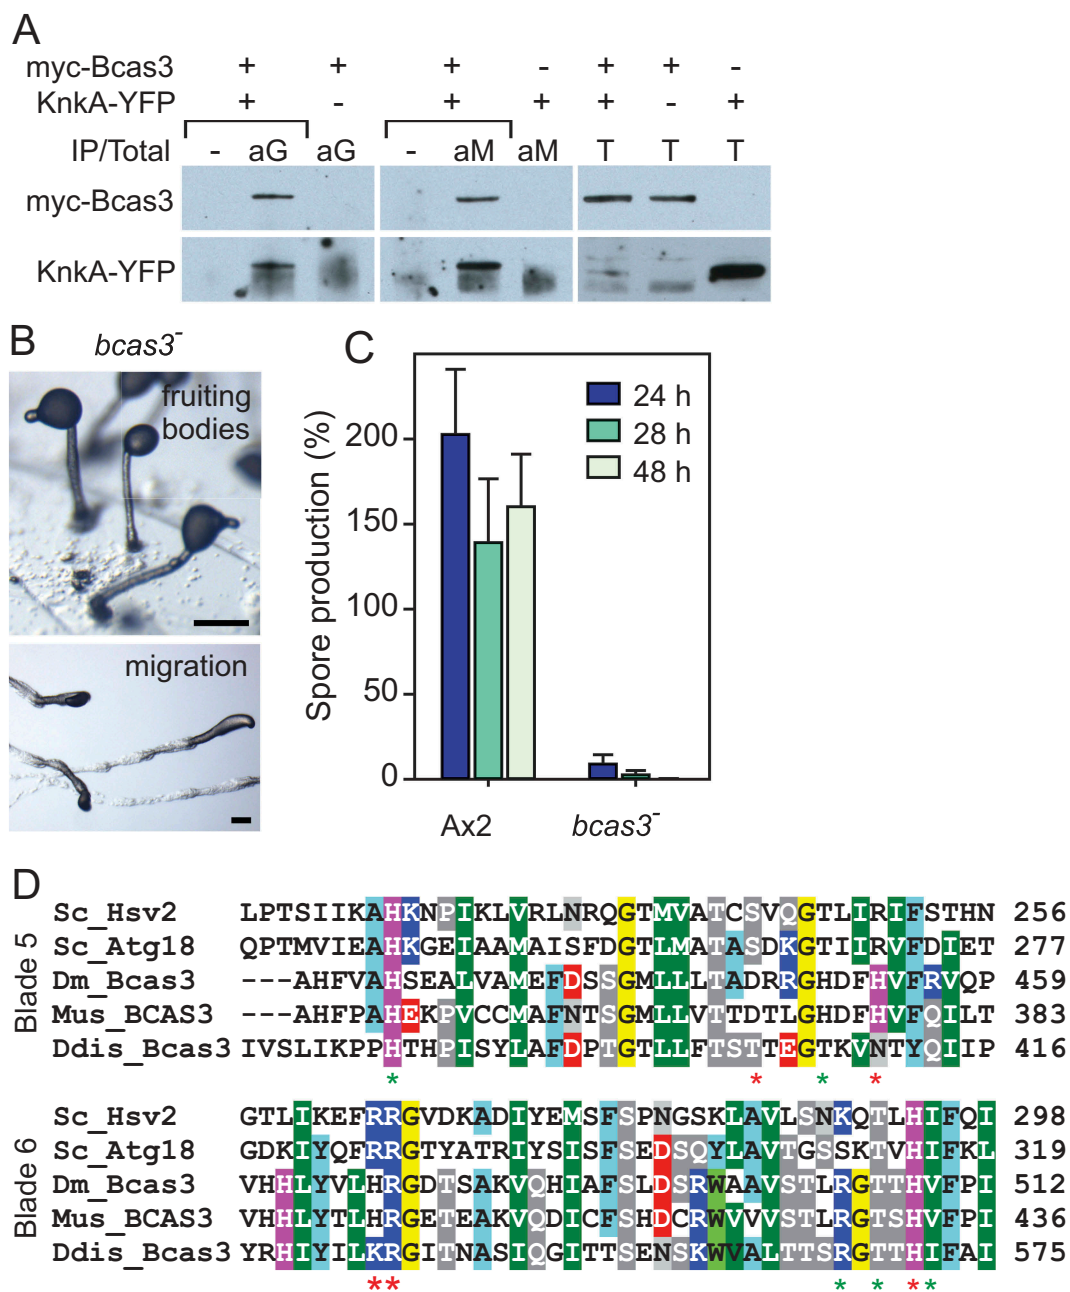 A
myc-Bcas3 + + + - + + -
KnkA-YFP + - + + + - +
IP/Total - aG aG - aM aM T T T
myc-Bcas3
KnkA-YFP
B
bcas3-
fruiting
bodies
migration
C
Spore production (%)
200
150
100
50
0
24 h
28 h
48 h
Ax2 bcas3-
D
Blade 5
Sc_Hsv2 LPTSIIKAHKNPIKLVRLNRQGTMVATCSVQGTLIRIFSTHN 256
Sc_Atg18 QPTMVIEAHKGEIAAMAISFDGTLMATASDKGTIIRVFDIET 277
Dm_Bcas3 ---AHFVAHSEALVAMEFDSSGMLLLTADRRGHDFHVFRVQP 459
Mus_BCAS3 ---AHFPAHEKPVCCMAFNTSGMLLVTTDTLGHDFHVFQILT 383
Ddis_Bcas3 IVSLIKPPHTHPISYLAFDPTGTLLFTSTTEGTKVNTYQIIP 416
* * * *
Blade 6
Sc_Hsv2 GTLIKEFRRGVDKADIYEMSFSPNGSKLAVLSNKQTLHIFQI 298
Sc_Atg18 GDKIYQFRRGTYATRIYSISFSEDSQYLAVTGSSKTVHIFKL 319
Dm_Bcas3 VHHLYVLHRGDTSAKVQHIAFSLDSRWAAVSTLRGTTHVFPI 512
Mus_BCAS3 VHHLYTLHRGETEAKVQDICFSHDCRWVVVSTLRGTSHVFPI 436
Ddis_Bcas3 YRHIYILKRGITNASIQGITTSENSKWVALTTSRGTTHIFAI 575
** * * * *